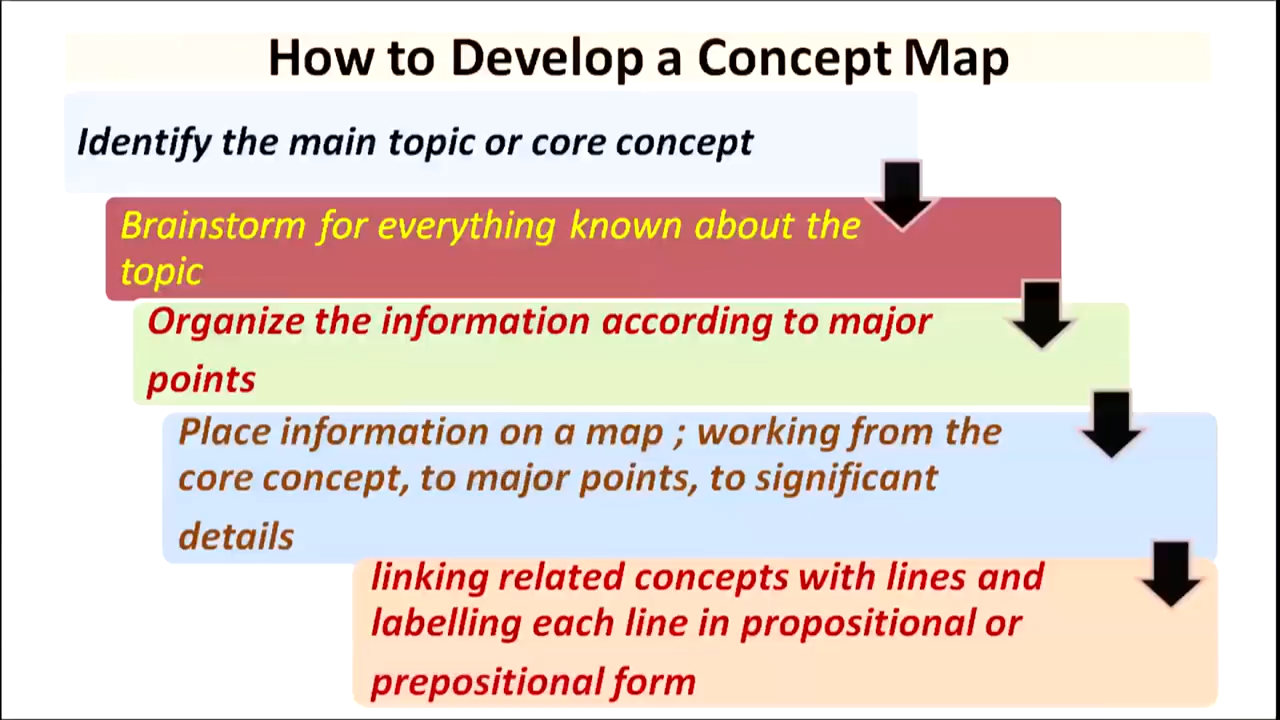 How to Develop a Concept Map
Identify the main topic or core concept
Brainstorm for everything known about the
topic
Organize the information according to major
points
Place information on a map ; working from the
core concept, to major points, to significant
details
linking related concepts with lines and
labelling each line in propositional or
prepositional form